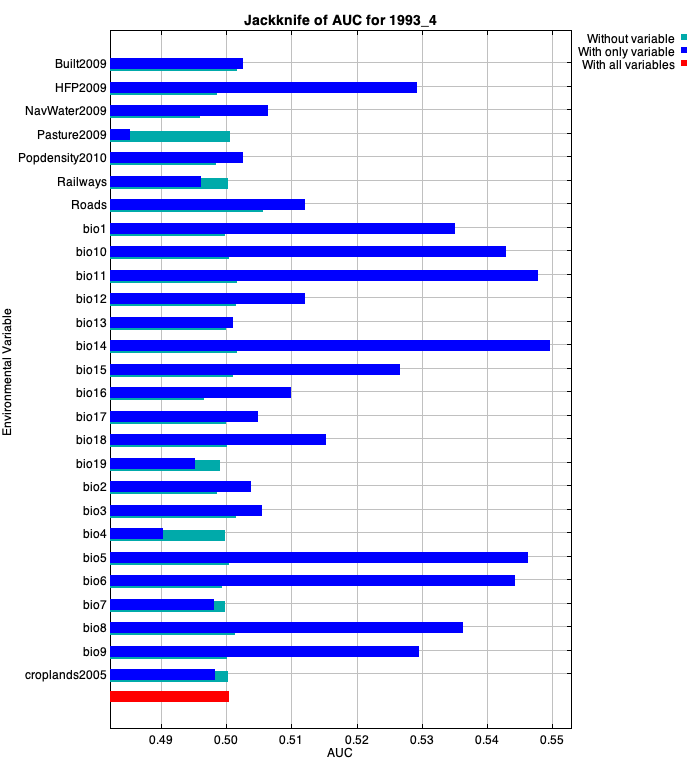 Jackknife of AUC for 1993_4
Without variable
With only variable
With all variables
Environmental Variable
Built2009
HFP2009
NavWater2009
Pasture2009
Popdensity2010
Railways
Roads
bio1
bio10
bio11
bio12
bio13
bio14
bio15
bio16
bio17
bio18
bio19
bio2
bio3
bio4
bio5
bio6
bio7
bio8
bio9
croplands2005
0.49 0.50 0.51 0.52 0.53 0.54 0.55
AUC